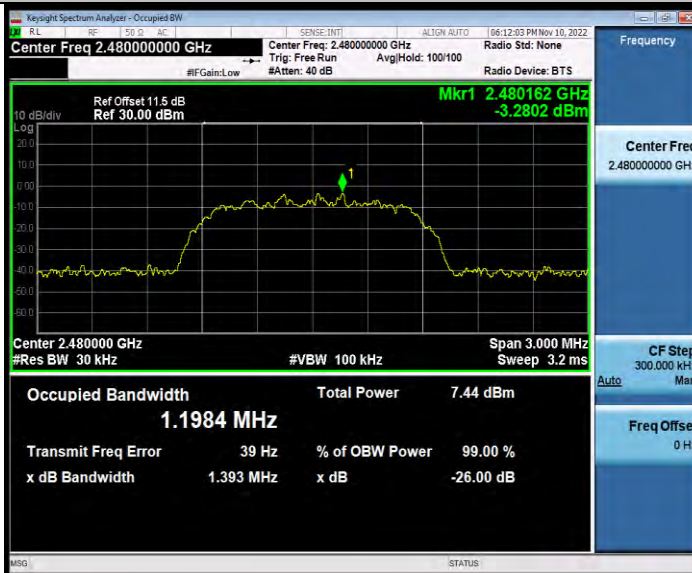 Keysight Spectrum Analyzer - Occupied BW
RL RF 50 Ω AC SENSE:INT ALIGN AUTO 06:12:03 PM Nov 10, 2022
Center Freq 2.480000000 GHz
Center Freq: 2.480000000 GHz
Radio Std: None
Trig: Free Run Avg|Hold: 100/100
#IFGain:Low #Atten: 40 dB Radio Device: BTS
Frequency
Ref Offset 11.5 dB
Ref 30.00 dBm
Mkr1 2.480162 GHz
-3.2802 dBm
10 dB/div
Log
20.0
10.0
0.00
-10.0
-20.0
-30.0
-40.0
-50.0
-60.0
1
Center 2.480000 GHz Span 3.000 MHz
#Res BW 30 kHz #VBW 100 kHz Sweep 3.2 ms
Center Freq
2.480000000 GH
CF Step
300.000 kH
Auto Man
Freq Offse
0 H
Occupied Bandwidth Total Power 7.44 dBm
1.1984 MHz
Transmit Freq Error 39 Hz % of OBW Power 99.00 %
x dB Bandwidth 1.393 MHz x dB -26.00 dB
MSG STATUS